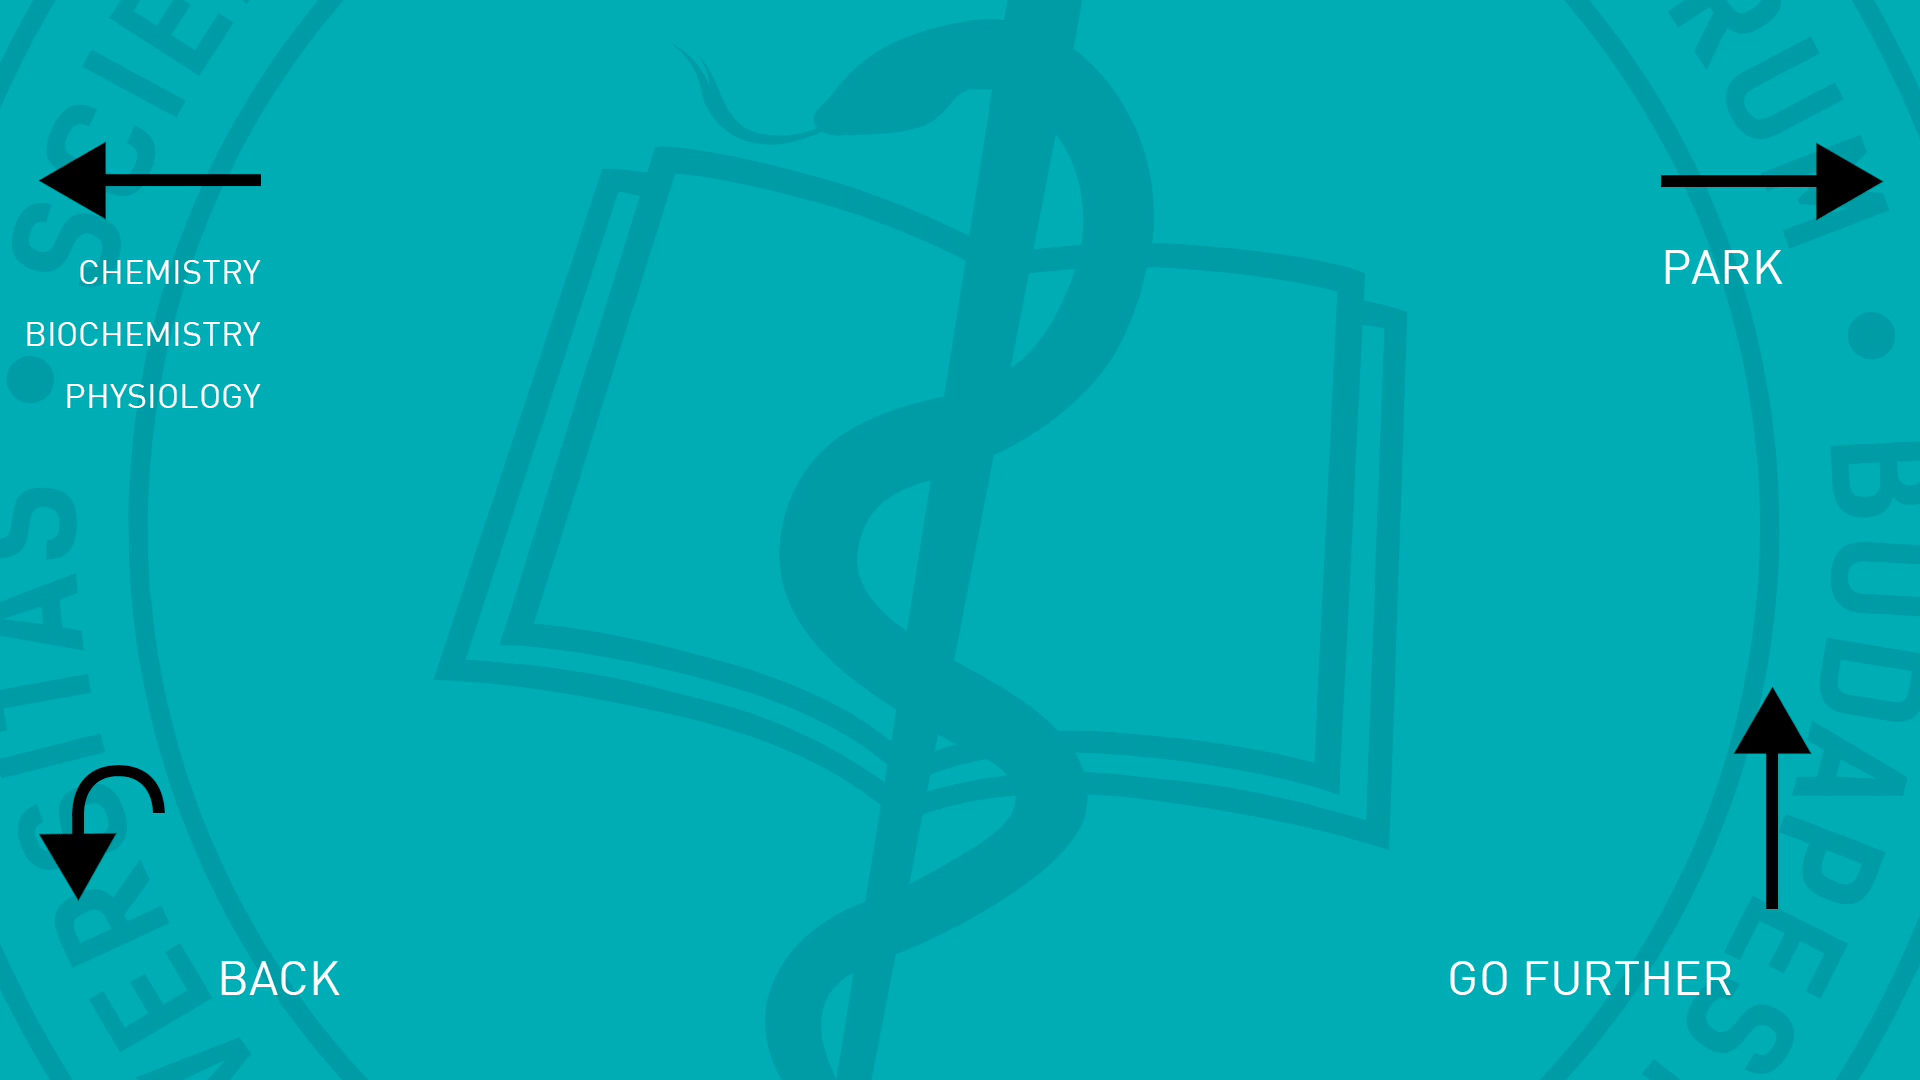 CHEMISTRY
BIOCHEMISTRY
PHYSIOLOGY
PARK
BACK
GO FURTHER